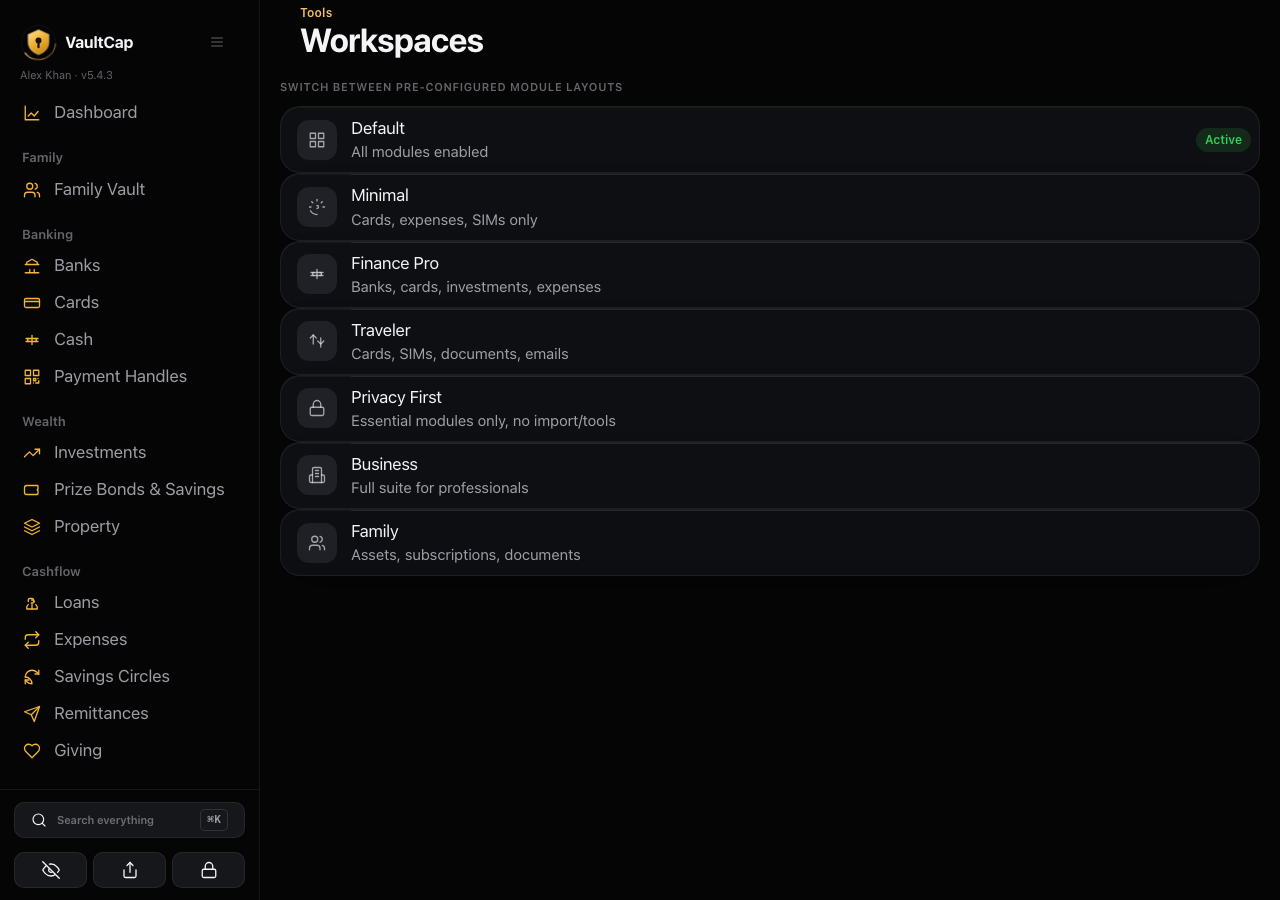 VaultCap
Alex Khan · v5.4.3
Dashboard
Family
Family Vault
Banking
Banks
Cards
Cash
Payment Handles
Wealth
Investments
Prize Bonds & Savings
Property
Cashflow
Loans
Expenses
Savings Circles
Remittances
Giving
Search everything
⌘K
Tools
Workspaces
SWITCH BETWEEN PRE-CONFIGURED MODULE LAYOUTS
Default
All modules enabled
Active
Minimal
Cards, expenses, SIMs only
Finance Pro
Banks, cards, investments, expenses
Traveler
Cards, SIMs, documents, emails
Privacy First
Essential modules only, no import/tools
Business
Full suite for professionals
Family
Assets, subscriptions, documents